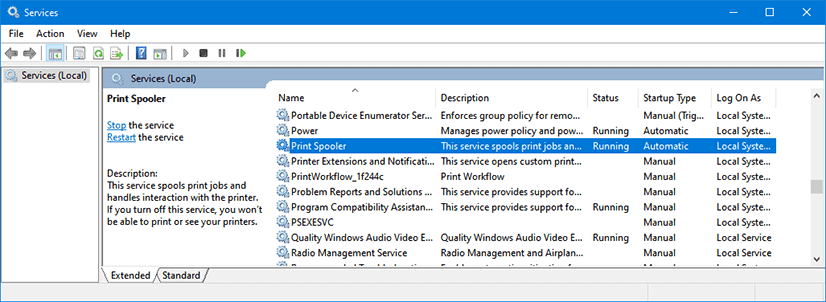 Services
File Action View Help
Services (Local)
Services (Local)
Print Spooler
Stop the service
Restart the service
Description:
This service spools print jobs and
handles interaction with the printer.
If you turn off this service, you won't
be able to print or see your printers.
Name Description Status Startup Type Log On As
Portable Device Enumerator Ser... Enforces group policy for remo... Manual (Trig... Local Syste...
Power Manages power policy and pow... Running Automatic Local Syste...
Print Spooler This service spools print jobs an... Running Automatic Local Syste...
Printer Extensions and Notificati... This service opens custom print... Manual Local Syste...
PrintWorkflow_1f244c Print Workflow Manual Local Syste...
Problem Reports and Solutions ... This service provides support fo... Manual Local Syste...
Program Compatibility Assistan... This service provides support fo... Running Manual Local Syste...
PSEXESVC Manual Local Syste...
Quality Windows Audio Video E... Quality Windows Audio Video E... Running Manual Local Service
Radio Management Service Radio Management and Airplan... Manual Local Service
Extended Standard